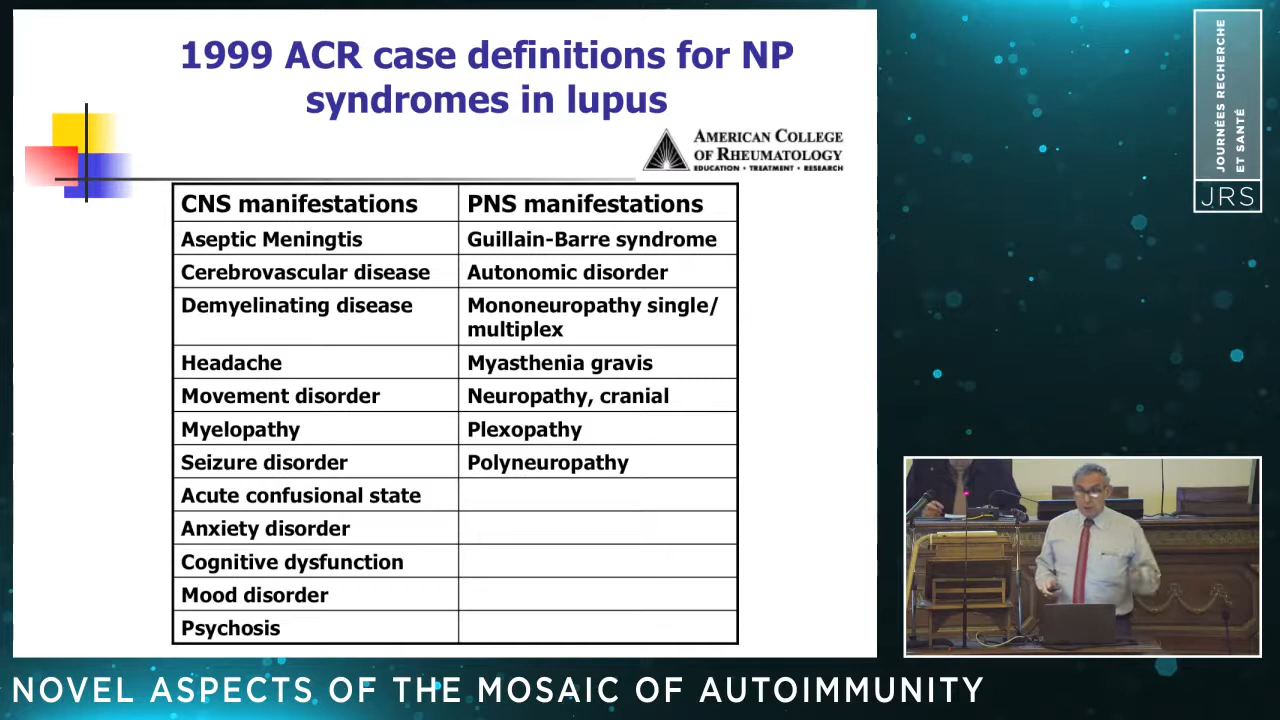 1999 ACR case definitions for NP
syndromes in lupus
AMERICAN COLLEGE
OF RHEUMATOLOGY
EDUCATION • TREATMENT • RESEARCH
CNS manifestations
PNS manifestations
Aseptic Meningtis
Guillain-Barre syndrome
Cerebrovascular disease
Autonomic disorder
Demyelinating disease
Mononeuropathy single/
multiplex
Headache
Myasthenia gravis
Movement disorder
Neuropathy, cranial
Myelopathy
Plexopathy
Seizure disorder
Polyneuropathy
Acute confusional state
Anxiety disorder
Cognitive dysfunction
Mood disorder
Psychosis
JOURNÉES RECHERCHE
ET SANTÉ
JRS
NOVEL ASPECTS OF THE MOSAIC OF AUTOIMMUNITY